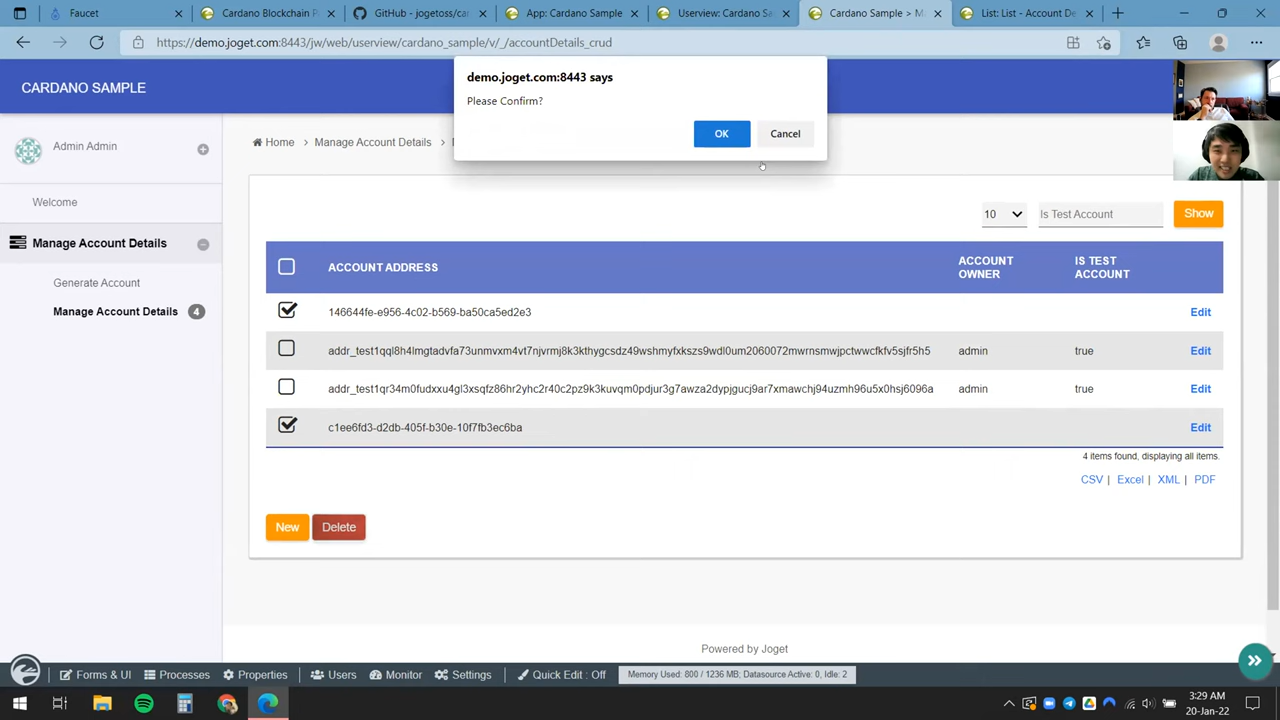 Faucet
Cardano Blockchain P
GitHub - jogetoss/car
App: Cardano Sample
Userview: Cardano Sa
Cardano Sample > M
List: List - Account De
https://demo.joget.com:8443/jw/web/userview/cardano_sample/v/_/accountDetails_crud
demo.joget.com:8443 says
Please Confirm?
OK
Cancel
CARDANO SAMPLE
Admin Admin
Home > Manage Account Details >
Welcome
Manage Account Details
Generate Account
Manage Account Details 4
10
Is Test Account
Show
ACCOUNT ADDRESS
ACCOUNT OWNER
IS TEST ACCOUNT
146644fe-e956-4c02-b569-ba50ca5ed2e3 Edit
addr_test1qql8h4lmgtadvfa73unmvxm4vt7njvrmj8k3kthygcsdz49wshmyfxkszs9wdl0um2060072mwrnsmwjpctwwcfkfv5sjfr5h5 admin true Edit
addr_test1qr34m0fudxxu4gl3xsqfz86hr2yhc2r40c2pz9k3kuvqm0pdjur3g7awza2dypjgucj9ar7xmawchj94uzmh96u5x0hsj6096a admin true Edit
c1ee6fd3-d2db-405f-b30e-10f7fb3ec6ba Edit
4 items found, displaying all items.
CSV | Excel | XML | PDF
New
Delete
Powered by Joget
Forms & UI
Processes
Properties
Users
Monitor
Settings
Quick Edit : Off
Memory Used: 800 / 1236 MB; Datasource Active: 0, Idle: 2
3:29 AM
20-Jan-22